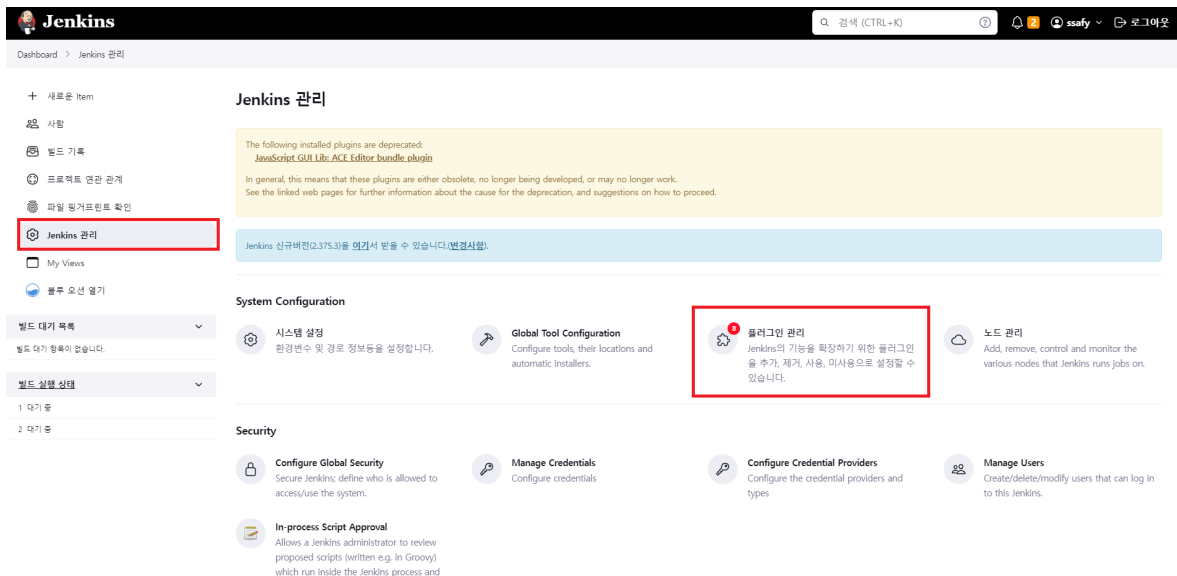 Jenkins
검색 (CTRL+K)
2
ssafy
로그아웃
Dashboard > Jenkins 관리
새로운 Item
사람
빌드 기록
프로젝트 연관 관계
파일 핑거프린트 확인
Jenkins 관리
My Views
블루 오션 열기
빌드 대기 목록
빌드 대기 항목이 없습니다.
빌드 실행 상태
1 대기 중
2 대기 중
Jenkins 관리
The following installed plugins are deprecated:
JavaScript GUI Lib: ACE Editor bundle plugin
In general, this means that these plugins are either obsolete, no longer being developed, or may no longer work.
See the linked web pages for further information about the cause for the deprecation, and suggestions on how to proceed.
Jenkins 신규버전(2.375.3)을 여기서 받을 수 있습니다.(변경사항).
System Configuration
시스템 설정
환경변수 및 경로 정보등을 설정합니다.
Global Tool Configuration
Configure tools, their locations and
automatic installers.
8
플러그인 관리
Jenkins의 기능을 확장하기 위한 플러그인
을 추가, 제거, 사용, 미사용으로 설정할 수
있습니다.
노드 관리
Add, remove, control and monitor the
various nodes that Jenkins runs jobs on.
Security
Configure Global Security
Secure Jenkins; define who is allowed to
access/use the system.
Manage Credentials
Configure credentials
Configure Credential Providers
Configure the credential providers and
types
Manage Users
Create/delete/modify users that can log in
to this Jenkins.
In-process Script Approval
Allows a Jenkins administrator to review
proposed scripts (written e.g. in Groovy)
which run inside the Jenkins process and